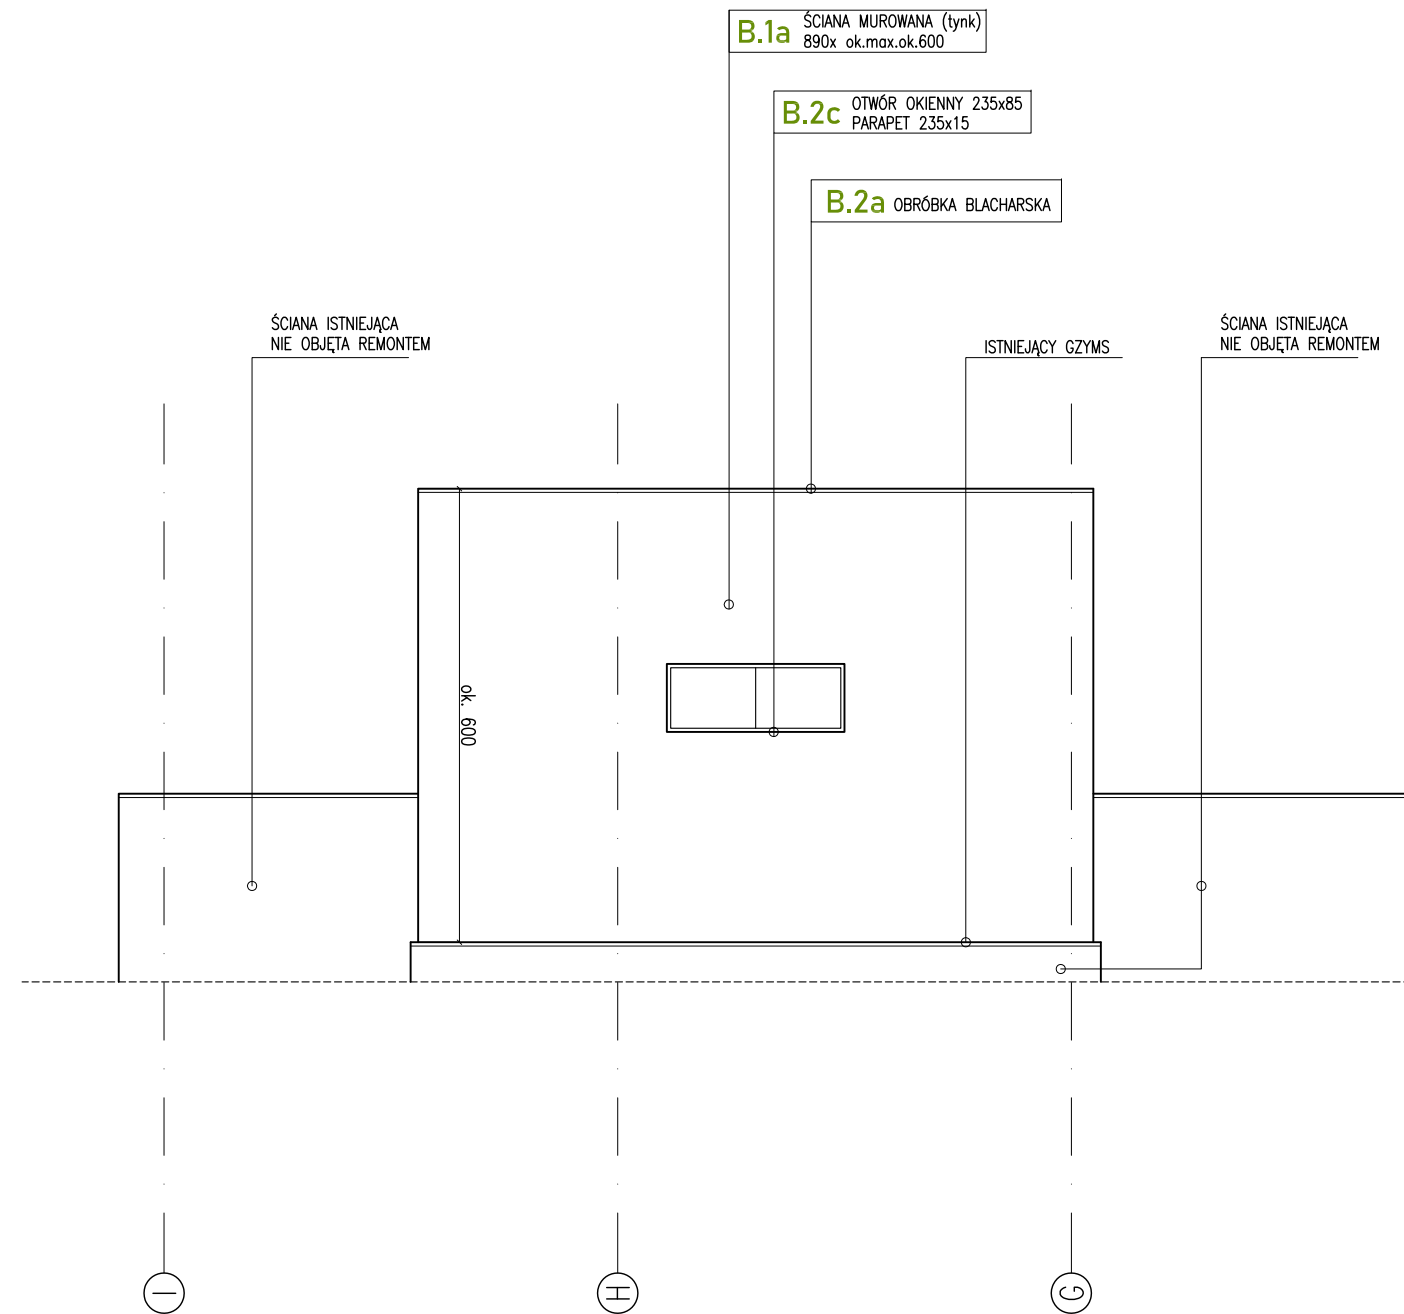 B.1a ŚCIANA MUROWANA (tynk)
890x ok.max.ok.600
B.2c OTWÓR OKIENNY 235x85
PARAPET 235x15
B.2a OBRÓBKA BLACHARSKA
ŚCIANA ISTNIEJĄCA
NIE OBJĘTA REMONTEM
ISTNIEJĄCY GZYMS
ŚCIANA ISTNIEJĄCA
NIE OBJĘTA REMONTEM
ok. 600
I
H
G